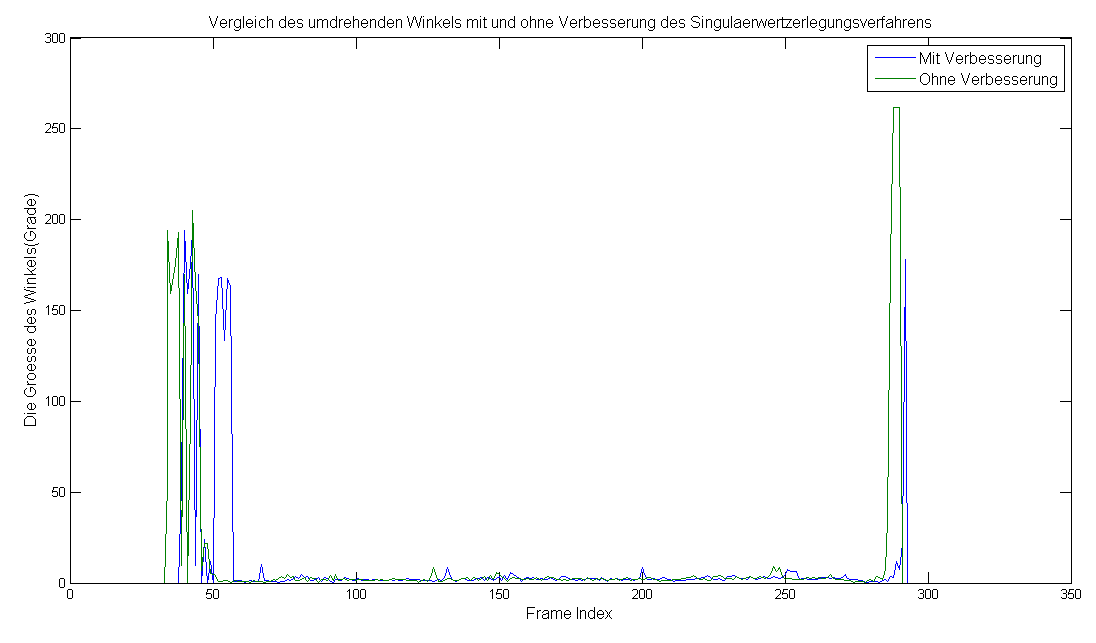 Vergleich des umdrehenden Winkels mit und ohne Verbesserung des Singulaerwertzerlegungsverfahrens
Mit Verbesserung
Ohne Verbesserung
Die Groesse des Winkels(Grade)
300
250
200
150
100
50
0
0 50 100 150 200 250 300 350
Frame Index